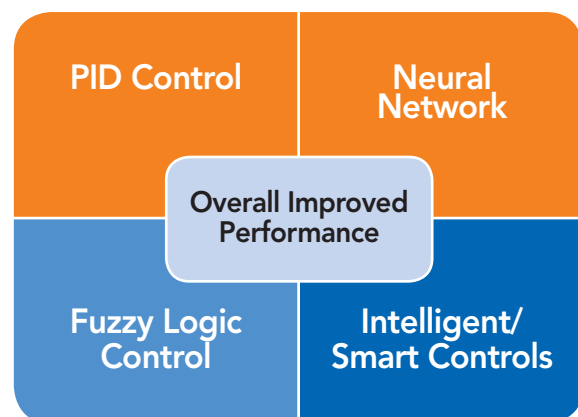 PID Control
Neural
Network
Overall Improved
Performance
Fuzzy Logic
Control
Intelligent/
Smart Controls